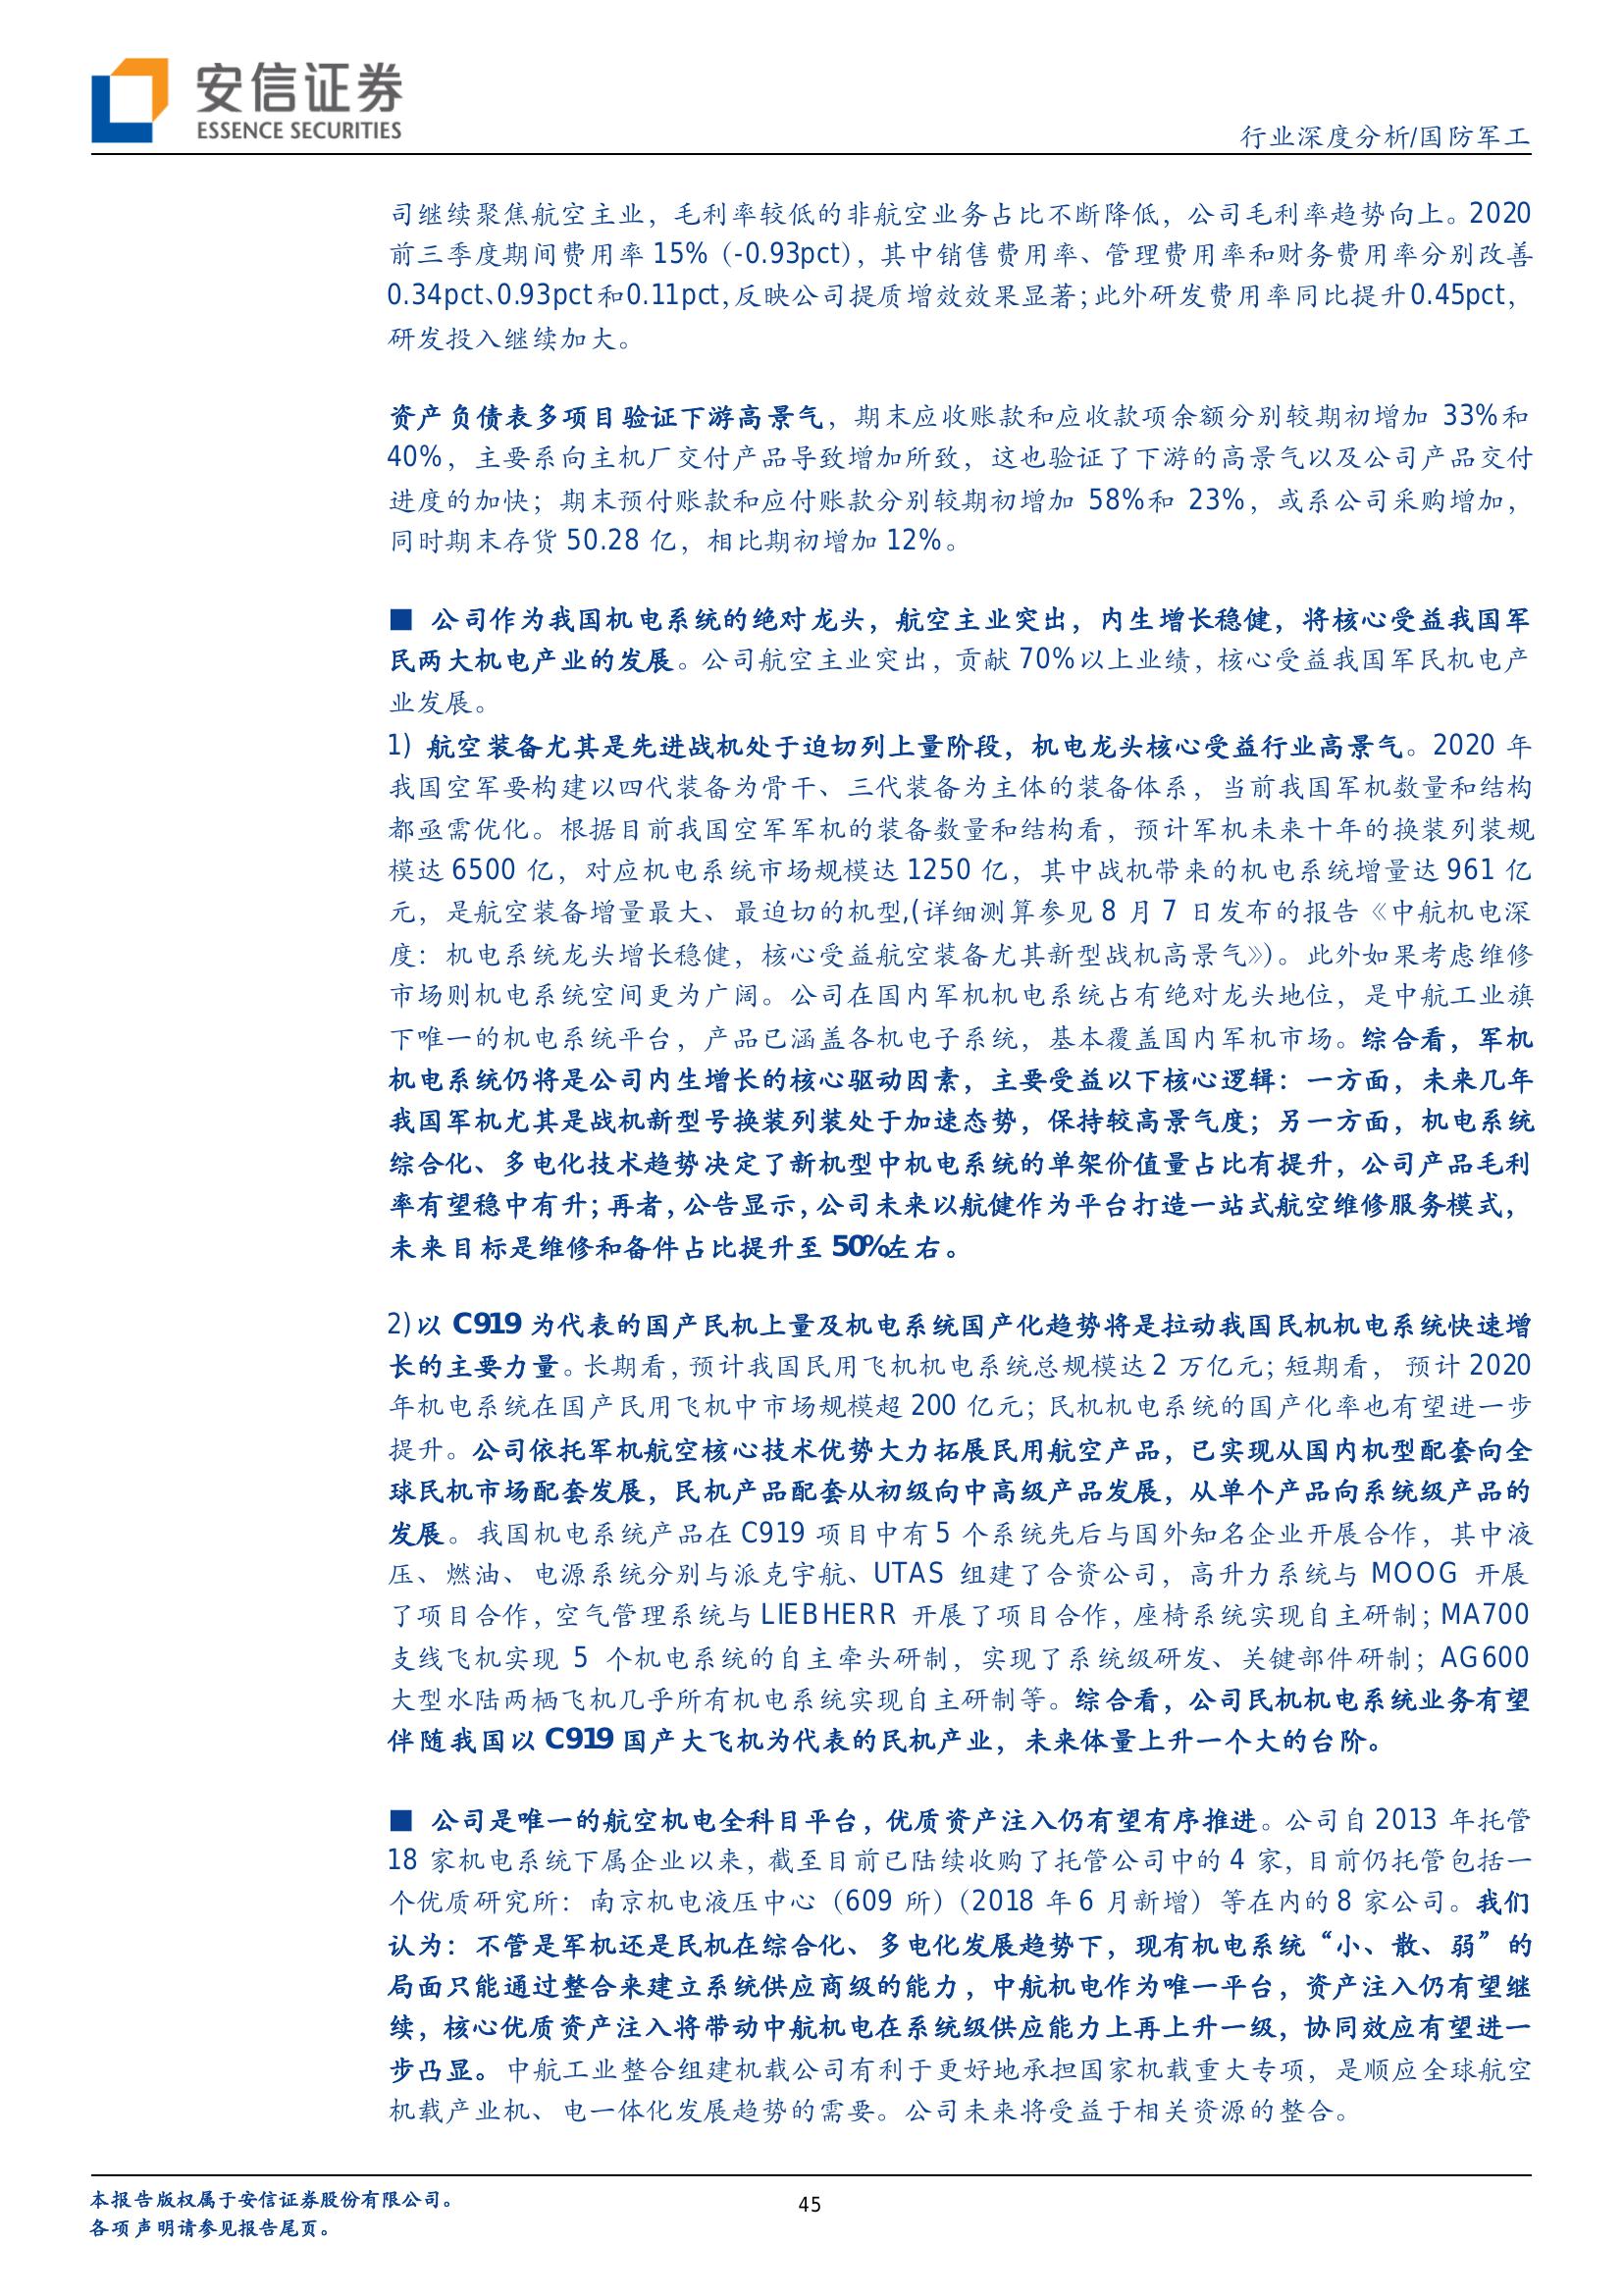 安信证券
ESSENCE SECURITIES
行业深度分析/国防军工
司继续聚焦航空主业，毛利率较低的非航空业务占比不断降低，公司毛利率趋势向上。2020
前三季度期间费用率 15%（-0.93pct），其中销售费用率、管理费用率和财务费用率分别改善
0.34pct、0.93pct 和 0.11pct，反映公司提质增效效果显著；此外研发费用率同比提升 0.45pct，
研发投入继续加大。
资产负债表多项目验证下游高景气，期末应收账款和应收款项余额分别较期初增加 33%和
40%，主要系向主机厂交付产品导致增加所致，这也验证了下游的高景气以及公司产品交付
进度的加快；期末预付账款和应付账款分别较期初增加 58%和 23%，或系公司采购增加，
同时期末存货 50.28 亿，相比期初增加 12%。
■ 公司作为我国机电系统的绝对龙头，航空主业突出，内生增长稳健，将核心受益我国军
民两大机电产业的发展。公司航空主业突出，贡献 70%以上业绩，核心受益我国军民机电产
业发展。
1) 航空装备尤其是先进战机处于迫切列上量阶段，机电龙头核心受益行业高景气。2020 年
我国空军要构建以四代装备为骨干、三代装备为主体的装备体系，当前我国军机数量和结构
都亟需优化。根据目前我国空军军机的装备数量和结构看，预计军机未来十年的换装列装规
模达 6500 亿，对应机电系统市场规模达 1250 亿，其中战机带来的机电系统增量达 961 亿
元，是航空装备增量最大、最迫切的机型,(详细测算参见 8 月 7 日发布的报告《中航机电深
度：机电系统龙头增长稳健，核心受益航空装备尤其新型战机高景气》)。此外如果考虑维修
市场则机电系统空间更为广阔。公司在国内军机机电系统占有绝对龙头地位，是中航工业旗
下唯一的机电系统平台，产品已涵盖各机电子系统，基本覆盖国内军机市场。综合看，军机
机电系统仍将是公司内生增长的核心驱动因素，主要受益以下核心逻辑：一方面，未来几年
我国军机尤其是战机新型号换装列装处于加速态势，保持较高景气度；另一方面，机电系统
综合化、多电化技术趋势决定了新机型中机电系统的单架价值量占比有提升，公司产品毛利
率有望稳中有升；再者，公告显示，公司未来以航健作为平台打造一站式航空维修服务模式，
未来目标是维修和备件占比提升至 50%左右。
2)以 C919 为代表的国产民机上量及机电系统国产化趋势将是拉动我国民机机电系统快速增
长的主要力量。长期看，预计我国民用飞机机电系统总规模达 2 万亿元；短期看， 预计 2020
年机电系统在国产民用飞机中市场规模超 200 亿元；民机机电系统的国产化率也有望进一步
提升。公司依托军机航空核心技术优势大力拓展民用航空产品，已实现从国内机型配套向全
球民机市场配套发展，民机产品配套从初级向中高级产品发展，从单个产品向系统级产品的
发展。我国机电系统产品在 C919 项目中有 5 个系统先后与国外知名企业开展合作，其中液
压、燃油、电源系统分别与派克宇航、UTAS 组建了合资公司，高升力系统与 MOOG 开展
了项目合作，空气管理系统与 LIEBHERR 开展了项目合作，座椅系统实现自主研制；MA700
支线飞机实现 5 个机电系统的自主牵头研制，实现了系统级研发、关键部件研制；AG600
大型水陆两栖飞机几乎所有机电系统实现自主研制等。综合看，公司民机机电系统业务有望
伴随我国以 C919 国产大飞机为代表的民机产业，未来体量上升一个大的台阶。
■ 公司是唯一的航空机电全科目平台，优质资产注入仍有望有序推进。公司自 2013 年托管
18 家机电系统下属企业以来，截至目前已陆续收购了托管公司中的 4 家，目前仍托管包括一
个优质研究所：南京机电液压中心（609 所）（2018 年 6 月新增）等在内的 8 家公司。我们
认为：不管是军机还是民机在综合化、多电化发展趋势下，现有机电系统“小、散、弱”的
局面只能通过整合来建立系统供应商级的能力，中航机电作为唯一平台，资产注入仍有望继
续，核心优质资产注入将带动中航机电在系统级供应能力上再上升一级，协同效应有望进一
步凸显。中航工业整合组建机载公司有利于更好地承担国家机载重大专项，是顺应全球航空
机载产业机、电一体化发展趋势的需要。公司未来将受益于相关资源的整合。
本报告版权属于安信证券股份有限公司。
45
各项声明请参见报告尾页。